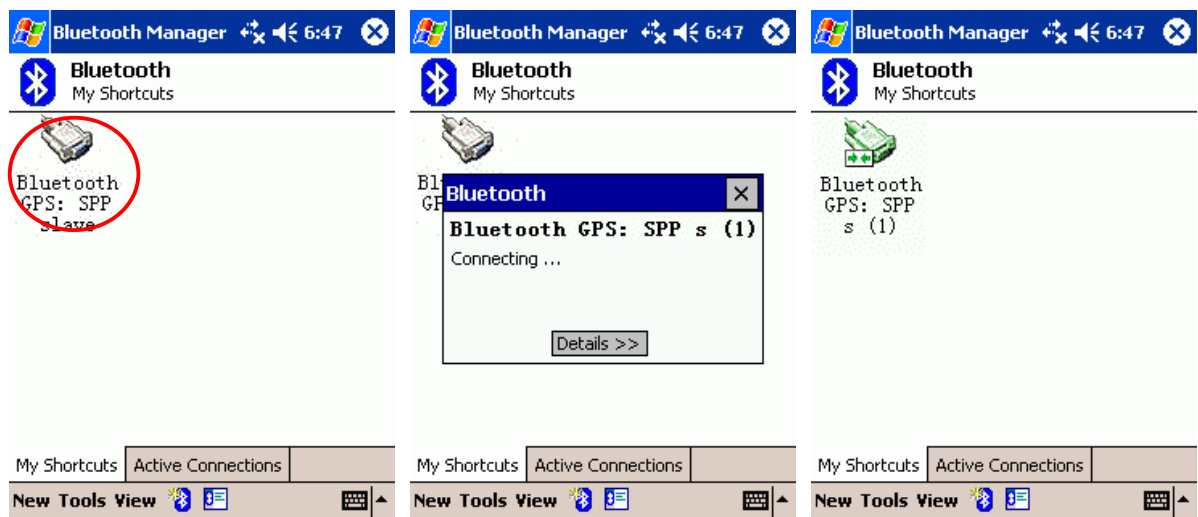 Bluetooth Manager 6:47
Bluetooth
My Shortcuts
Bluetooth
GPS: SPP
slave
My Shortcuts Active Connections
New Tools View
Bluetooth Manager 6:47
Bluetooth
My Shortcuts
Bl
GP
Bluetooth
Bluetooth GPS: SPP s (1)
Connecting ...
Details >>
My Shortcuts Active Connections
New Tools View
Bluetooth Manager 6:47
Bluetooth
My Shortcuts
Bluetooth
GPS: SPP
s (1)
My Shortcuts Active Connections
New Tools View